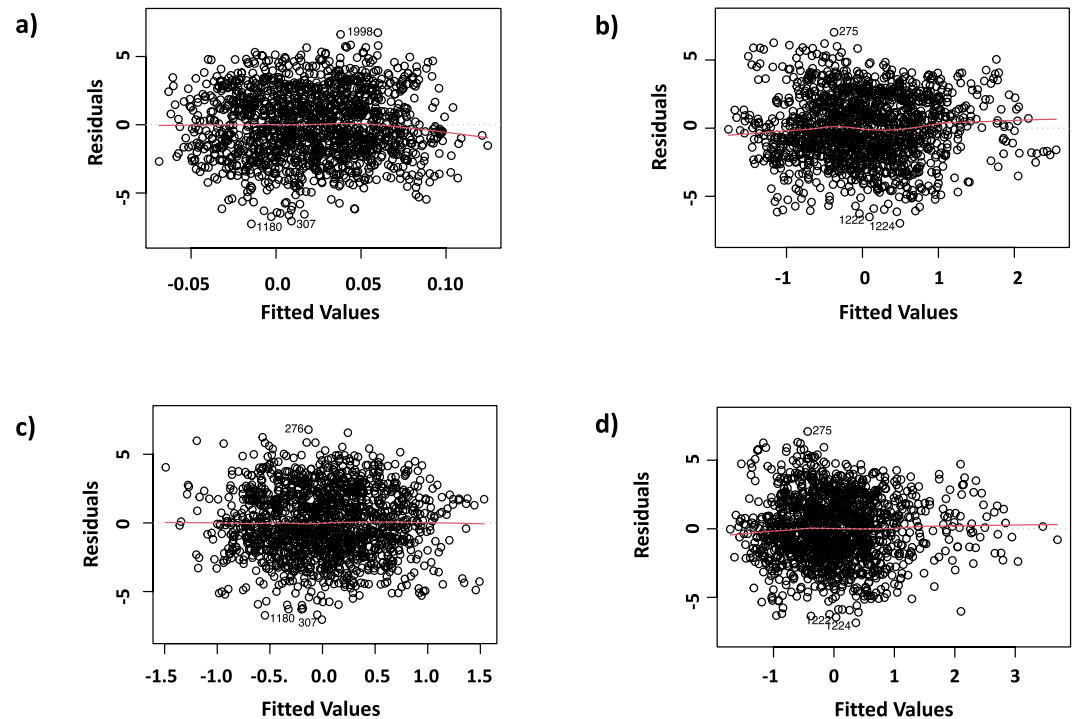 a)
1998
5
0
-5
Residuals
1180
307
-0.05 0.0 0.05 0.10
Fitted Values
b)
275
5
0
-5
Residuals
1222
1224
-1 0 1 2
Fitted Values
c)
276
5
0
-5
Residuals
1180
307
-1.5 -1.0 -0.5. 0.0 0.5 1.0 1.5
Fitted Values
d)
275
5
0
-5
Residuals
1222
1224
-1 0 1 2 3
Fitted Values